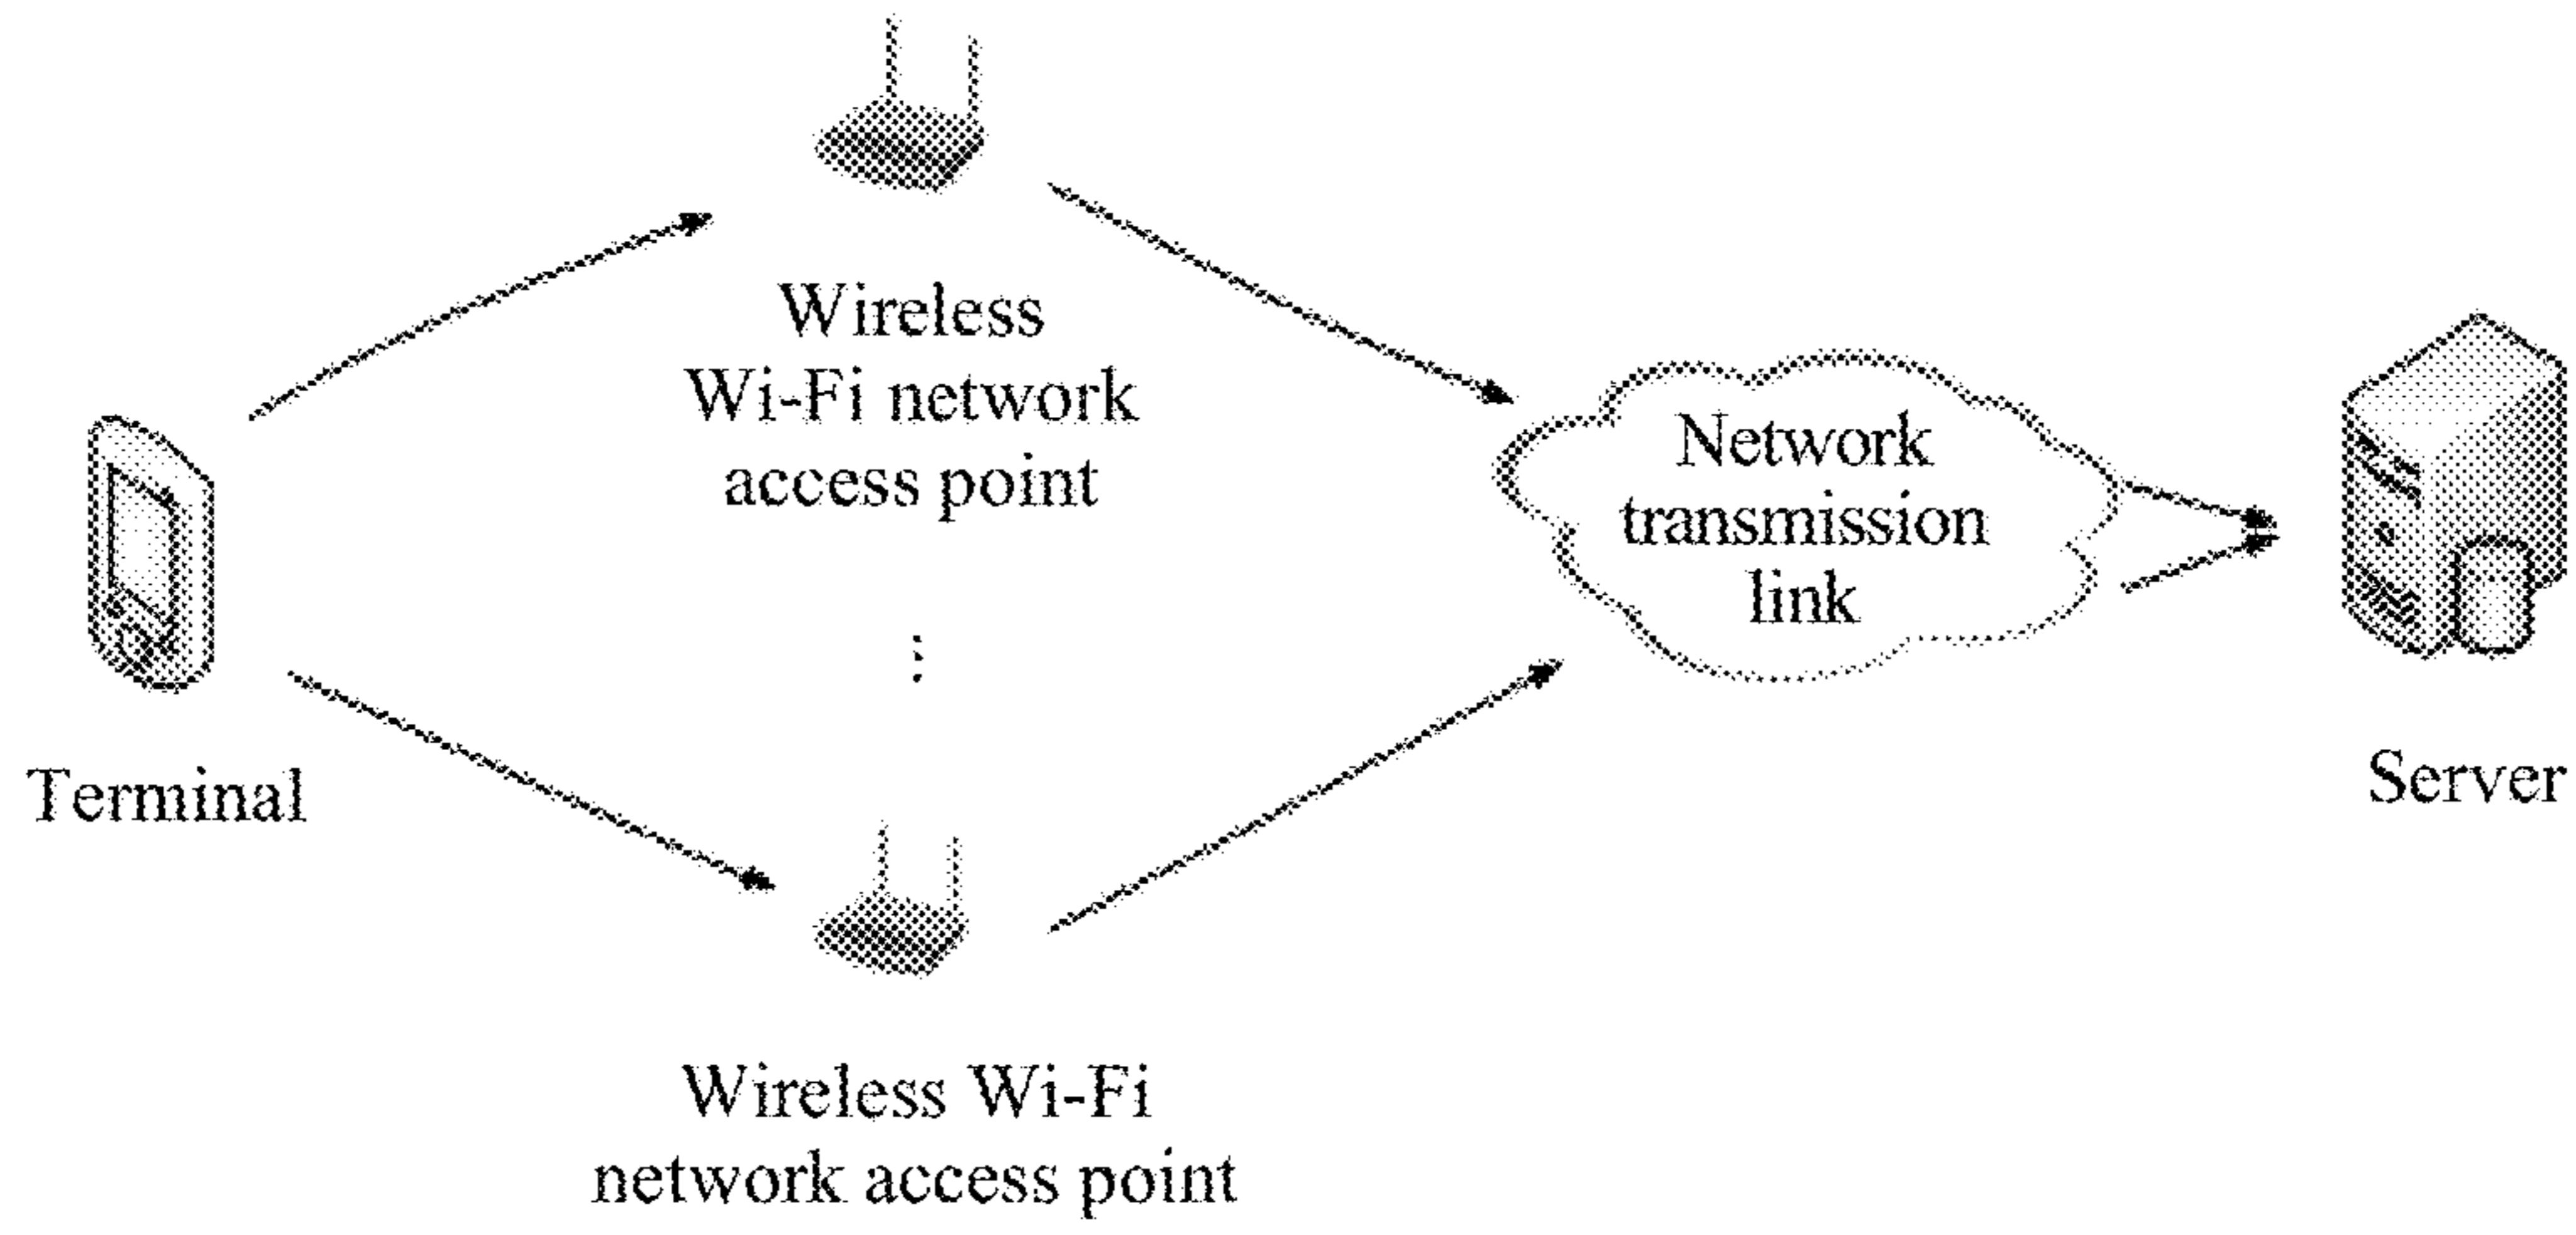 Wireless
Wi-Fi network
access point
Network
transmission
link
Terminal
Server
Wireless Wi-Fi
network access point